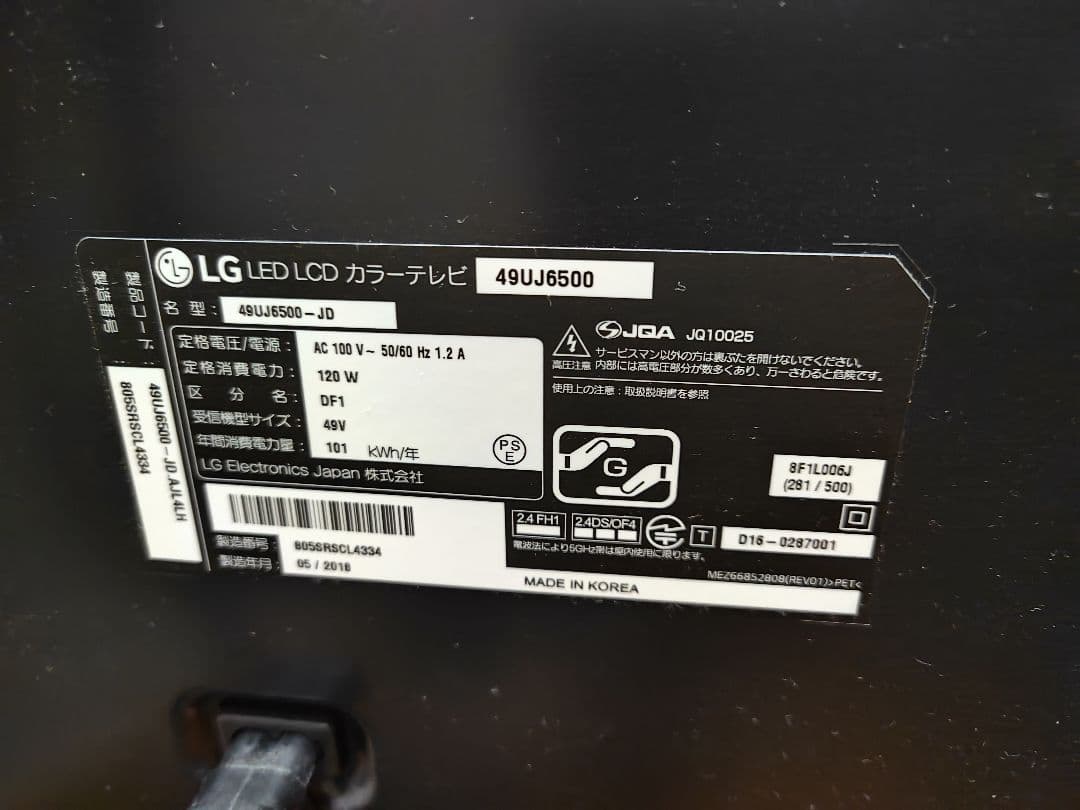 LG LED LCD カラーテレビ 49UJ6500
名 型: 49UJ6500-JD
定格電圧/電源: AC 100 V~ 50/60 Hz 1.2 A
定格消費電力: 120 W
区 分 名: DF1
受信機型サイズ: 49V
年間消費電力量: 101 kWh/年
PS
E
LG Electronics Japan 株式会社
製造番号: 805SRSCL4334
製造年月: 05 / 2018
製品コード 49UJ6500-JD.AJL4LH
製造番号 805SRSCL4334
JQA JQ10025
高圧注意
サービスマン以外の方は裏ぶたを開けないでください。
内部には高電圧部分が数多くあり、万一さわると危険です。
使用上の注意:取扱説明書を参照
G
8F1L006J
(281 / 500)
2.4 FH1 2.4DS/OF4 T D16-0287001
電波法により5GHz帯は屋内使用に限ります。
MEZ66852808(REV01)>PET<
MADE IN KOREA